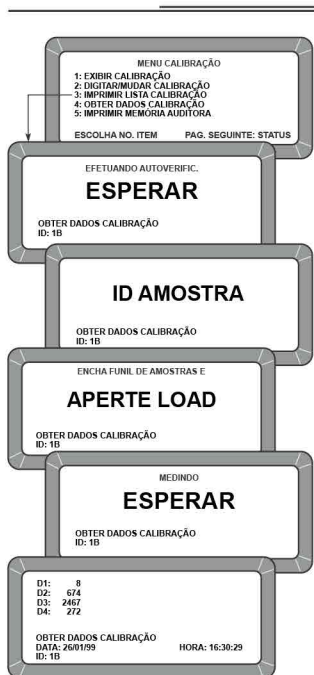 MENU CALIBRAÇÃO
1: EXIBIR CALIBRAÇÃO
2: DIGITAR/MUDAR CALIBRAÇÃO
3: IMPRIMIR LISTA CALIBRAÇÃO
4: OBTER DADOS CALIBRAÇÃO
5: IMPRIMIR MEMÓRIA AUDITORA
ESCOLHA NO. ITEM PAG. SEGUINTE: STATUS
EFETUANDO AUTOVERIFIC.
ESPERAR
OBTER DADOS CALIBRAÇÃO
ID: 1B
ID AMOSTRA
OBTER DADOS CALIBRAÇÃO
ID: 1B
ENCHA FUNIL DE AMOSTRAS E
APERTE LOAD
OBTER DADOS CALIBRAÇÃO
ID: 1B
MEDINDO
ESPERAR
OBTER DADOS CALIBRAÇÃO
ID: 1B
D1: 8
D2: 674
D3: 2467
D4: 272
OBTER DADOS CALIBRAÇÃO
DATA: 26/01/99 HORA: 16:30:29
ID: 1B